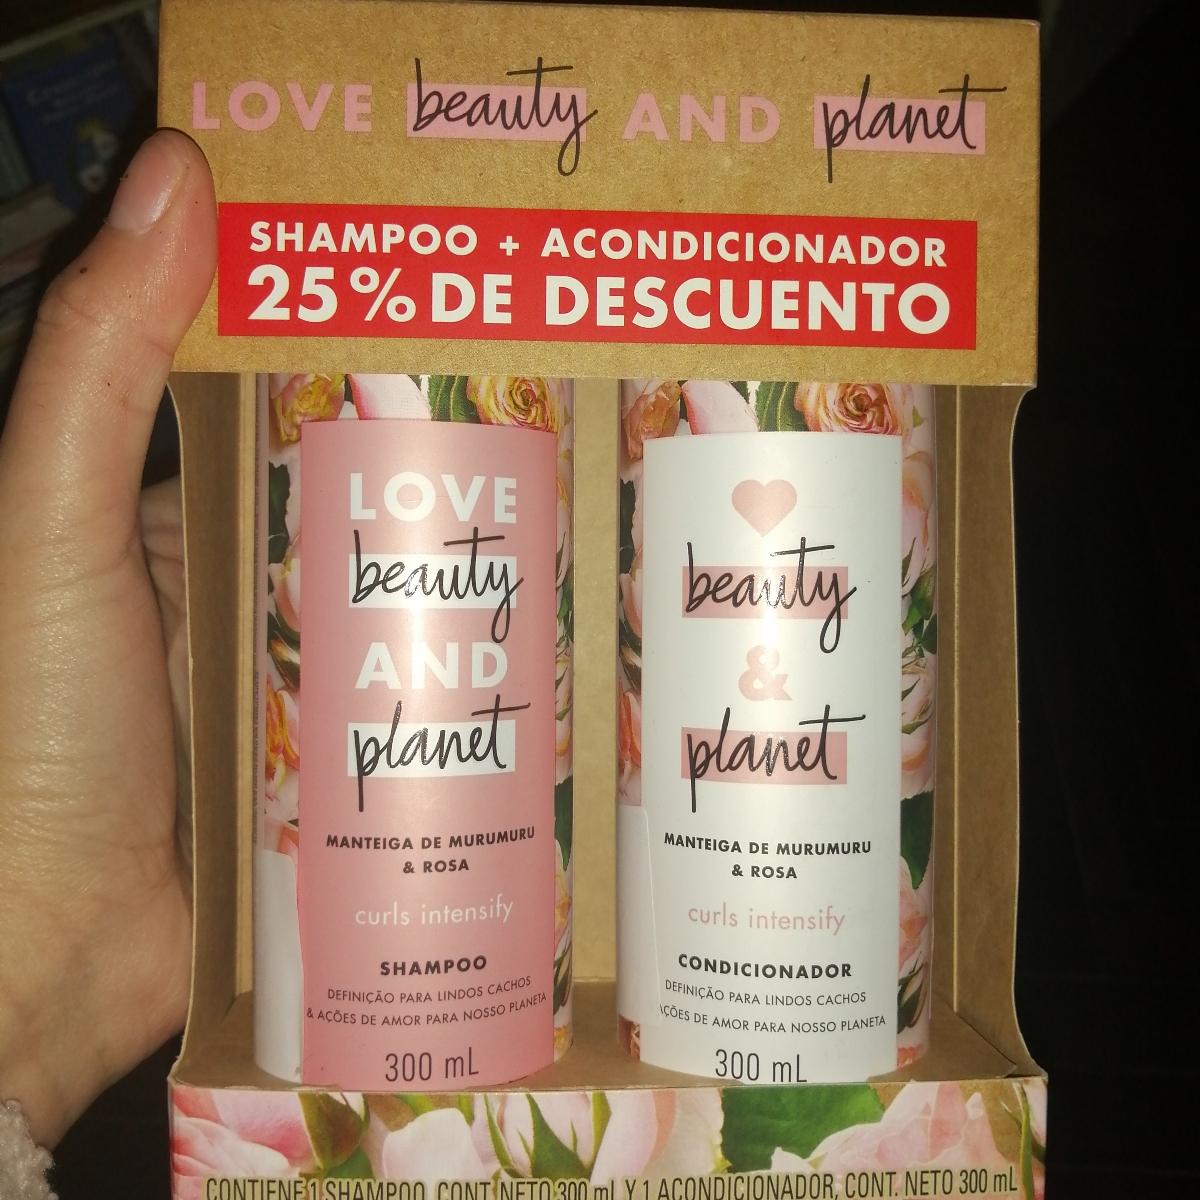 LOVE beauty AND planet
SHAMPOO + ACONDICIONADOR
25% DE DESCUENTO
LOVE
beauty
AND
planet
MANTEIGA DE MURUMURU
& ROSA
curls intensify
SHAMPOO
DEFINIÇÃO PARA LINDOS CACHOS
& AÇÕES DE AMOR PARA NOSSO PLANETA
300 mL
beauty
&
planet
MANTEIGA DE MURUMURU
& ROSA
curls intensify
CONDICIONADOR
DEFINIÇÃO PARA LINDOS CACHOS
AÇÕES DE AMOR PARA NOSSO PLANETA
300 mL
CONTIENE 1 SHAMPOO, CONT. NETO 300 mL Y 1 ACONDICIONADOR, CONT. NETO 300 mL